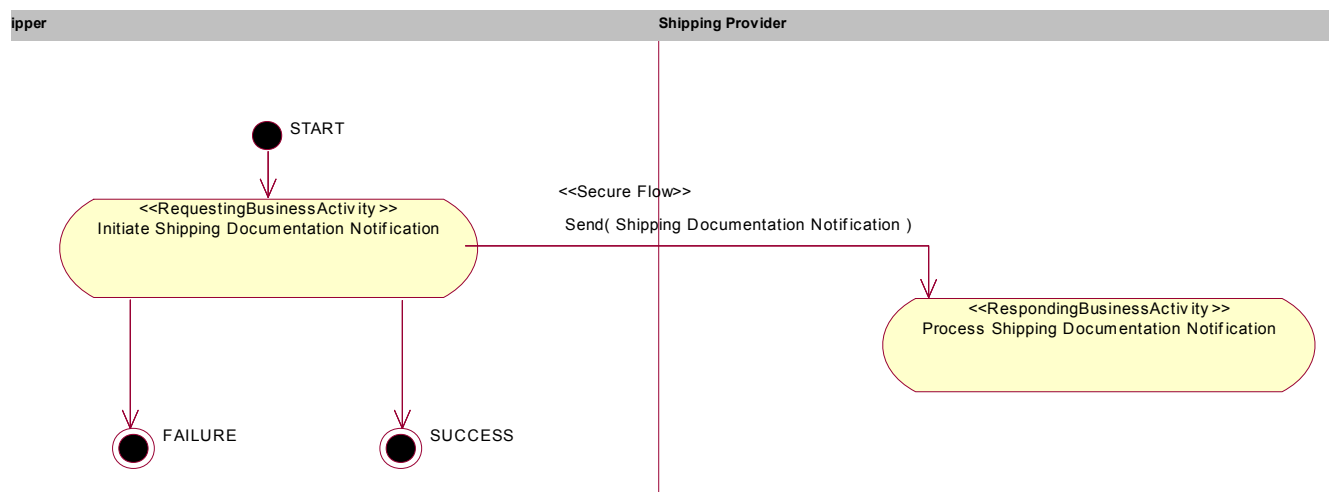 ipper
Shipping Provider
START
<<Secure Flow>>
<<RequestingBusinessActivity>>
Initiate Shipping Documentation Notification
Send( Shipping Documentation Notification )
<<RespondingBusinessActivity>>
Process Shipping Documentation Notification
FAILURE
SUCCESS